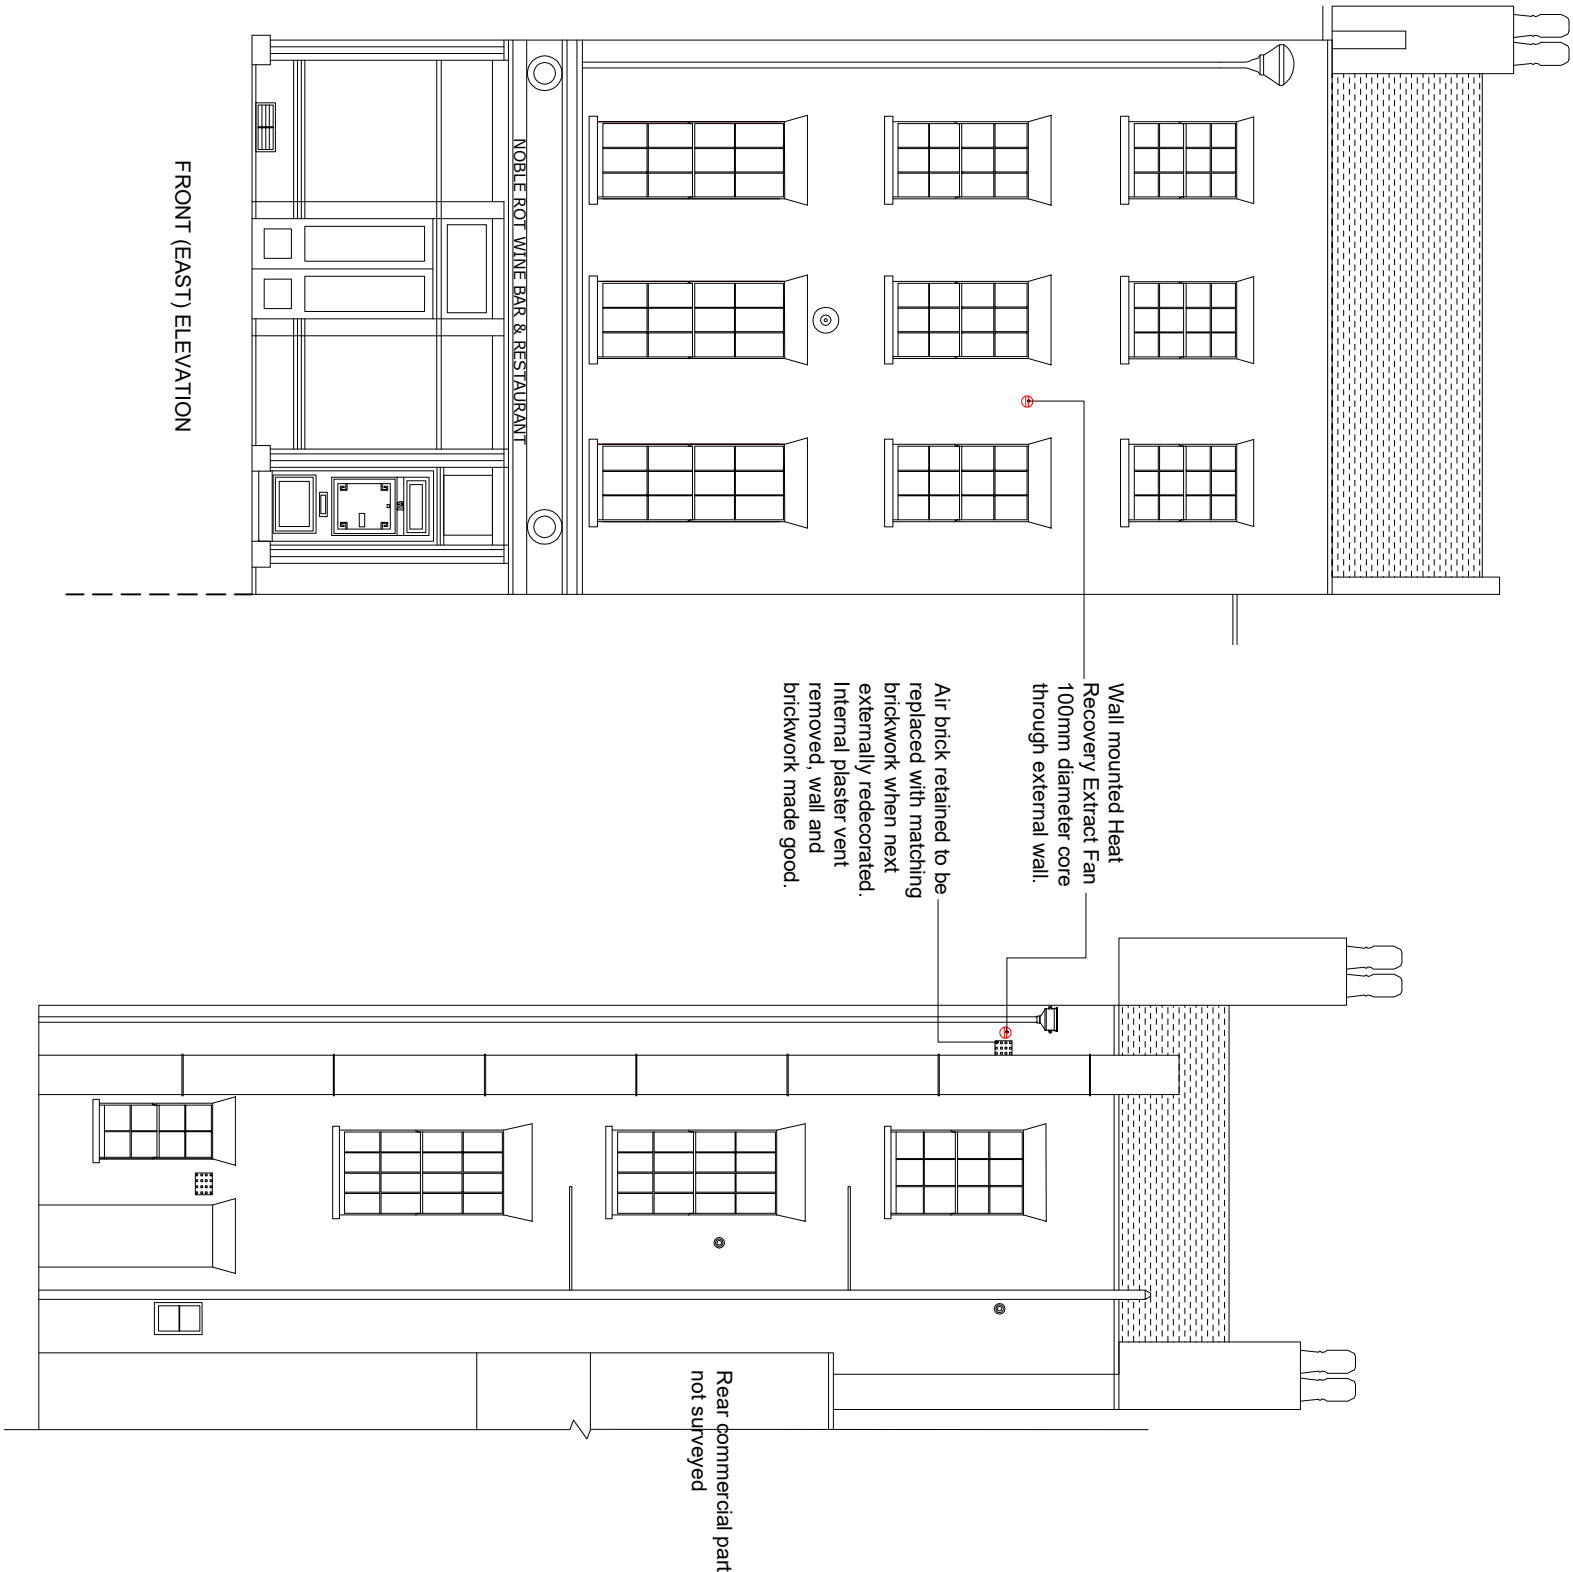 NOBLE ROT WINE BAR & RESTAURANT
FRONT (EAST) ELEVATION
Wall mounted Heat
Recovery Extract Fan
100mm diameter core
through external wall.
Air brick retained to be
replaced with matching
brickwork when next
externally redecorated.
Internal plaster vent
removed, wall and
brickwork made good.
Rear commercial part
not surveyed